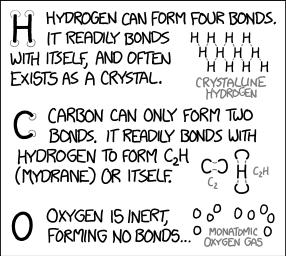 H HYDROGEN CAN FORM FOUR BONDS.
IT READILY BONDS
WITH ITSELF, AND OFTEN
EXISTS AS A CRYSTAL.
H H H H
H H H H
H H H H
CRYSTALLINE
HYDROGEN
C CARBON CAN ONLY FORM TWO
BONDS. IT READILY BONDS WITH
HYDROGEN TO FORM C₂H
(MYDRANE) OR ITSELF.
C C
C₂
C
H
C
C₂H
O OXYGEN IS INERT,
FORMING NO BONDS...
O O O O O O O
MONATOMIC
OXYGEN GAS